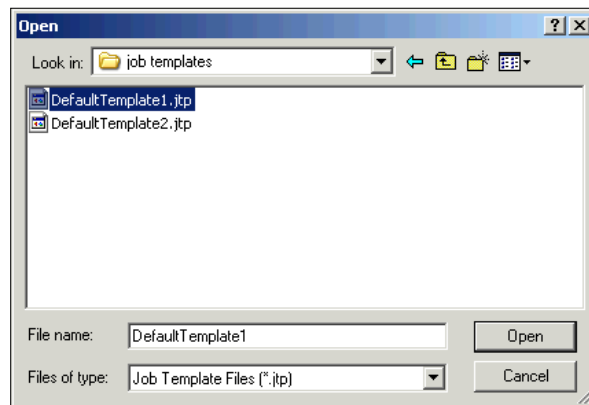 Open
Look in: job templates
DefaultTemplate1.jtp
DefaultTemplate2.jtp
File name: DefaultTemplate1 Open
Files of type: Job Template Files (*.jtp) Cancel